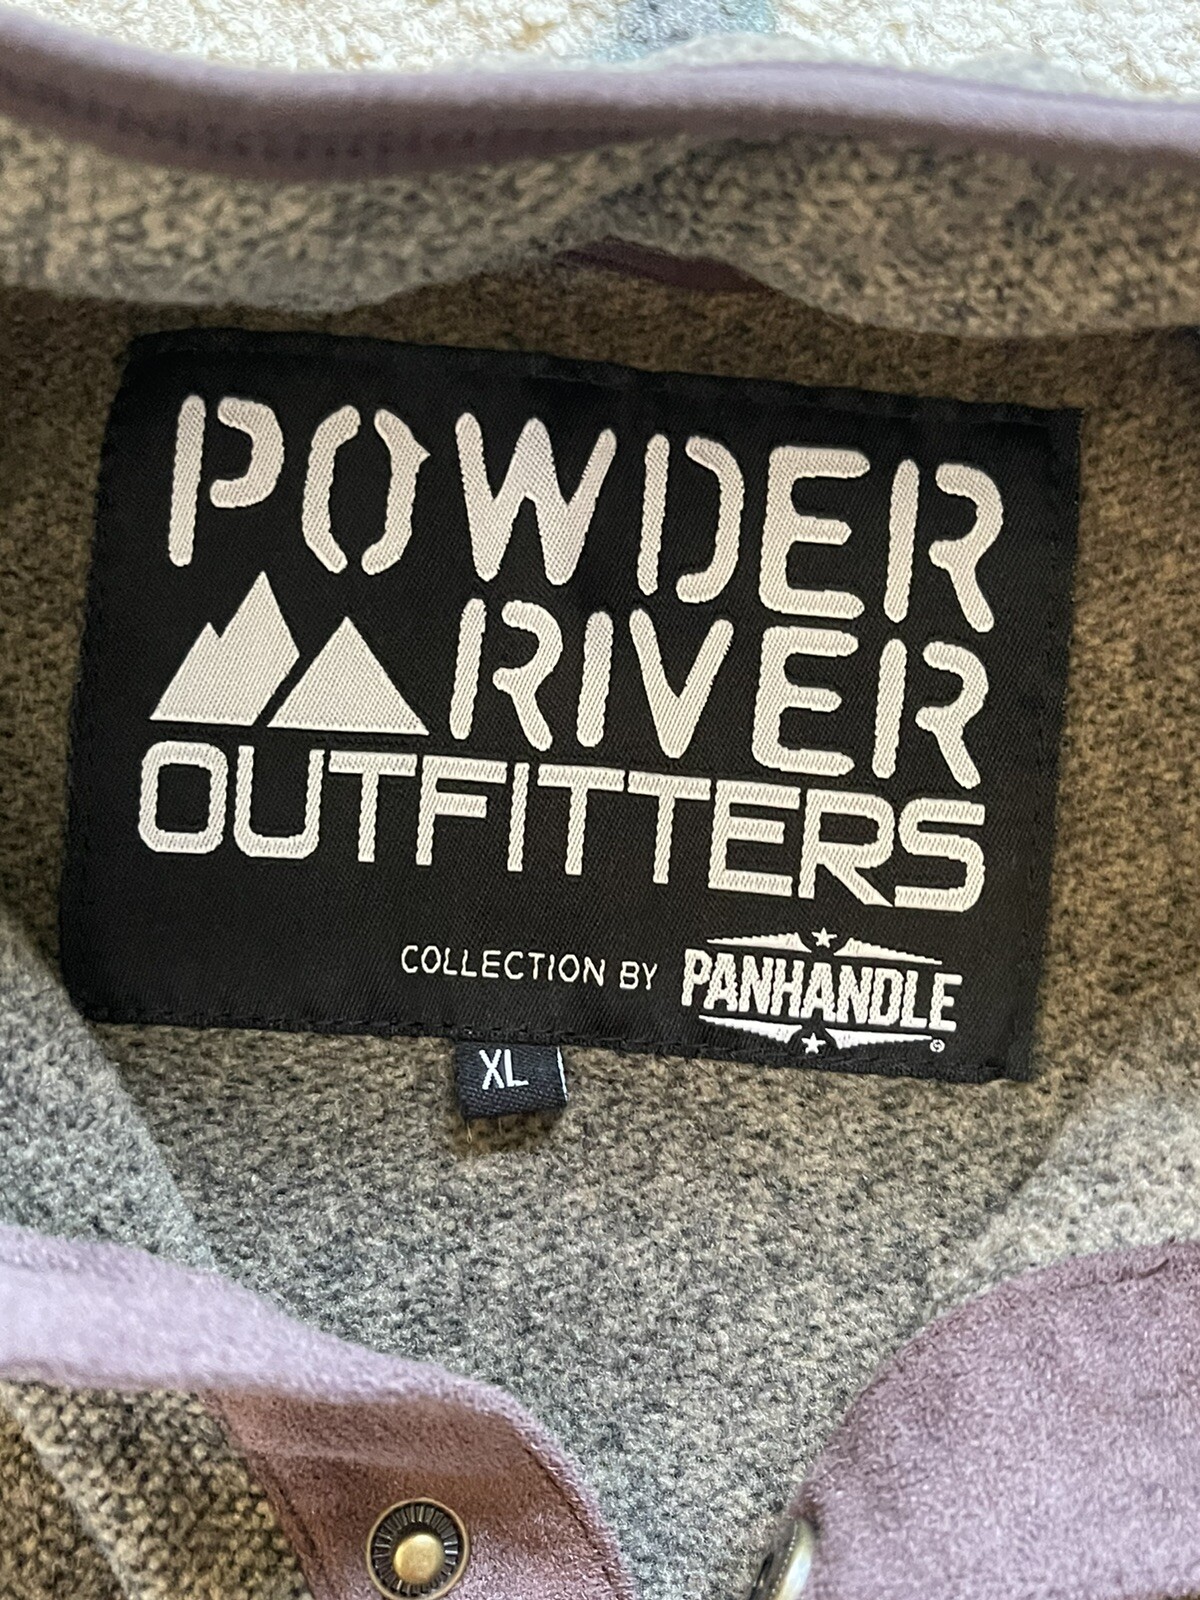 POWDER
RIVER
OUTFITTERS
COLLECTION BY PANHANDLE®
XL